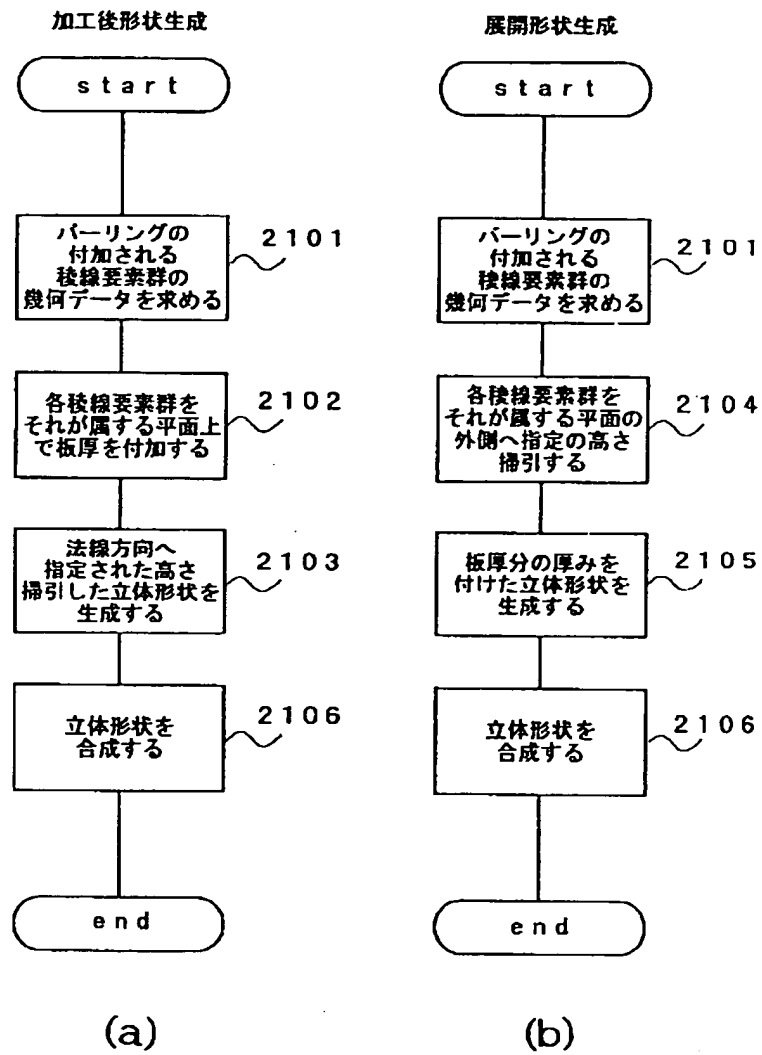 加工後形状生成
start
バーリングの
付加される
稜線要素群の
幾何データを求める
2101
各稜線要素群を
それが属する平面上
で板厚を付加する
2102
法線方向へ
指定された高さ
掃引した立体形状を
生成する
2103
立体形状を
合成する
2106
end
(a)
展開形状生成
start
バーリングの
付加される
稜線要素群の
幾何データを求める
2101
各稜線要素群を
それが属する平面の
外側へ指定の高さ
掃引する
2104
板厚分の厚みを
付けた立体形状を
生成する
2105
立体形状を
合成する
2106
end
(b)